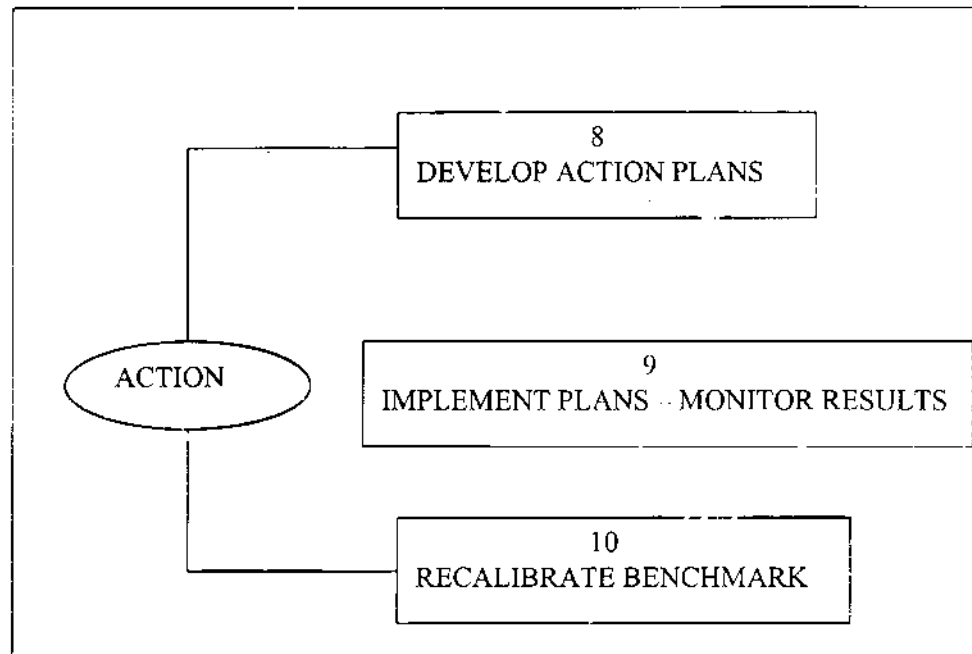 8
DEVELOP ACTION PLANS
ACTION
9
IMPLEMENT PLANS - MONITOR RESULTS
10
RECALIBRATE BENCHMARK